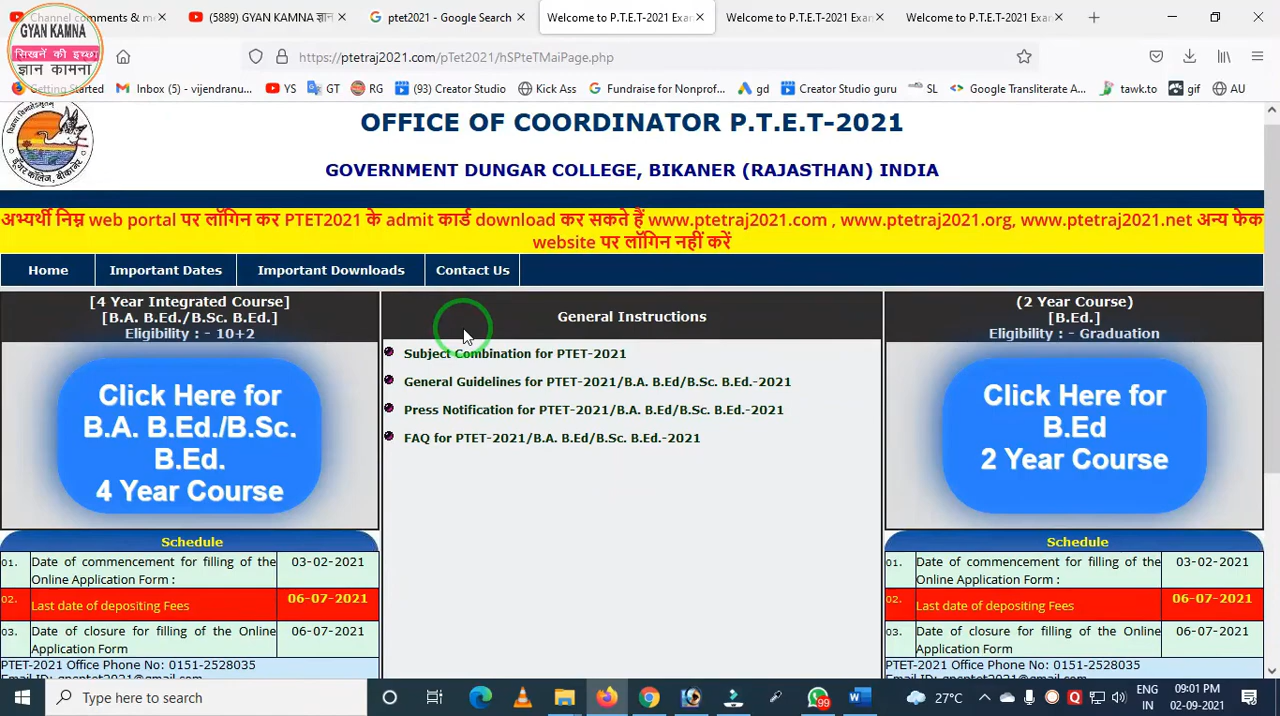 Channel comments & me
(5889) GYAN KAMNA ज्ञान
ptet2021 - Google Search
Welcome to P.T.E.T-2021 Exan
Welcome to P.T.E.T-2021 Exam
Welcome to P.T.E.T-2021 Exam
GYAN KAMNA
सिखनें की इच्छा
ज्ञान कामना
https://ptetraj2021.com/pTet2021/hSPteTMaiPage.php
Getting Started
Inbox (5) - vijentranu...
YS
GT
RG
(93) Creator Studio
Kick Ass
Fundraise for Nonprof...
gd
Creator Studio guru
SL
Google Transliterate A...
tawk.to
gif
AU
OFFICE OF COORDINATOR P.T.E.T-2021
GOVERNMENT DUNGAR COLLEGE, BIKANER (RAJASTHAN) INDIA
अभ्यर्थी निम्न web portal पर लॉगिन कर PTET2021 के admit कार्ड download कर सकते हैं www.ptetraj2021.com , www.ptetraj2021.org, www.ptetraj2021.net अन्य फेक
website पर लॉगिन नहीं करें
Home
Important Dates
Important Downloads
Contact Us
[4 Year Integrated Course]
[B.A. B.Ed./B.Sc. B.Ed.]
Eligibility : - 10+2
Click Here for
B.A. B.Ed./B.Sc.
B.Ed.
4 Year Course
Schedule
01. Date of commencement for filling of the Online Application Form : 03-02-2021
02. Last date of depositing Fees 06-07-2021
03. Date of closure for filling of the Online Application Form 06-07-2021
PTET-2021 Office Phone No: 0151-2528035
General Instructions
Subject Combination for PTET-2021
General Guidelines for PTET-2021/B.A. B.Ed/B.Sc. B.Ed.-2021
Press Notification for PTET-2021/B.A. B.Ed/B.Sc. B.Ed.-2021
FAQ for PTET-2021/B.A. B.Ed/B.Sc. B.Ed.-2021
(2 Year Course)
[B.Ed.]
Eligibility : - Graduation
Click Here for
B.Ed
2 Year Course
Schedule
01. Date of commencement for filling of the Online Application Form : 03-02-2021
02. Last date of depositing Fees 06-07-2021
03. Date of closure for filling of the Online Application Form 06-07-2021
PTET-2021 Office Phone No: 0151-2528035
Type here to search
99
27°C
ENG
IN
09:01 PM
02-09-2021